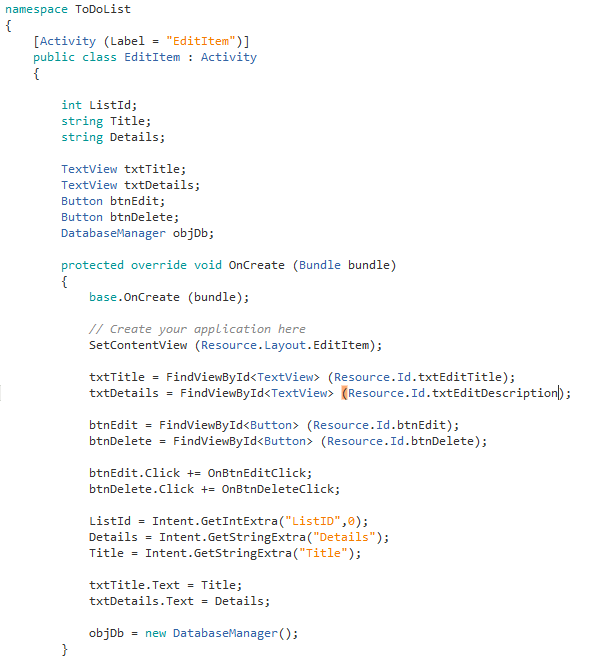 namespace ToDoList
{
    [Activity (Label = "EditItem")]
    public class EditItem : Activity
    {
        int ListId;
        string Title;
        string Details;
        TextView txtTitle;
        TextView txtDetails;
        Button btnEdit;
        Button btnDelete;
        DatabaseManager objDb;
        protected override void OnCreate (Bundle bundle)
        {
            base.OnCreate (bundle);
            // Create your application here
            SetContentView (Resource.Layout.EditItem);
            txtTitle = FindViewById<TextView> (Resource.Id.txtEditTitle);
            txtDetails = FindViewById<TextView> (Resource.Id.txtEditDescription);
            btnEdit = FindViewById<Button> (Resource.Id.btnEdit);
            btnDelete = FindViewById<Button> (Resource.Id.btnDelete);
            btnEdit.Click += OnBtnEditClick;
            btnDelete.Click += OnBtnDeleteClick;
            ListId = Intent.GetIntExtra("ListID",0);
            Details = Intent.GetStringExtra("Details");
            Title = Intent.GetStringExtra("Title");
            txtTitle.Text = Title;
            txtDetails.Text = Details;
            objDb = new DatabaseManager();
        }